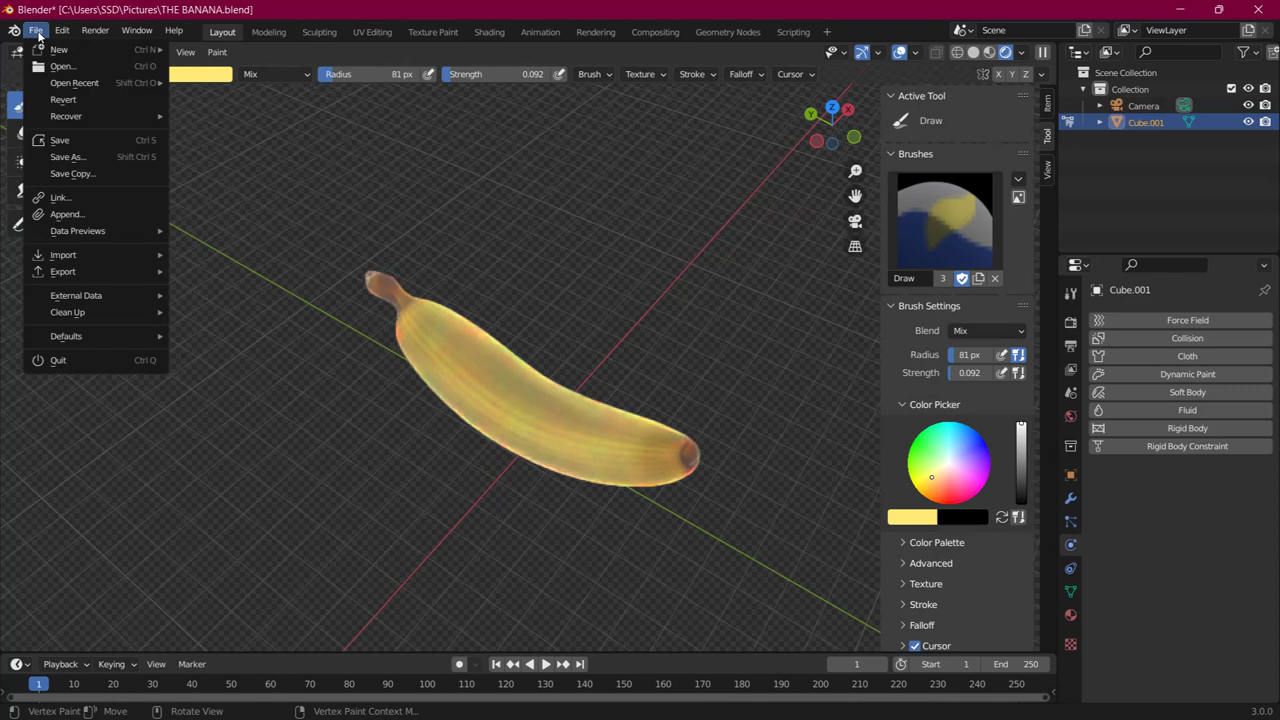 Blender* [C:\Users\SSD\Pictures\THE BANANA.blend]
File Edit Render Window Help Layout Modeling Sculpting UV Editing Texture Paint Shading Animation Rendering Compositing Geometry Nodes Scripting + Scene ViewLayer
View Paint
Mix Radius 81 px Strength 0.092 Brush Texture Stroke Falloff Cursor X Y Z
New Ctrl N
Open... Ctrl O
Open Recent Shift Ctrl O
Revert
Recover
Save Ctrl S
Save As... Shift Ctrl S
Save Copy...
Link...
Append...
Data Previews
Import
Export
External Data
Clean Up
Defaults
Quit Ctrl Q
Z
Y X
Active Tool
Draw
Brushes
Draw 3
Brush Settings
Blend Mix
Radius 81 px
Strength 0.092
Color Picker
Color Palette
Advanced
Texture
Stroke
Falloff
Cursor
Item
Tool
View
Scene Collection
Collection
Camera
Cube.001
Cube.001
Force Field
Collision
Cloth
Dynamic Paint
Soft Body
Fluid
Rigid Body
Rigid Body Constraint
Playback Keying View Marker 1 Start 1 End 250
1 10 20 30 40 50 60 70 80 90 100 110 120 130 140 150 160 170 180 190 200 210 220 230 240 250
Vertex Paint Move Rotate View Vertex Paint Context M... 3.0.0